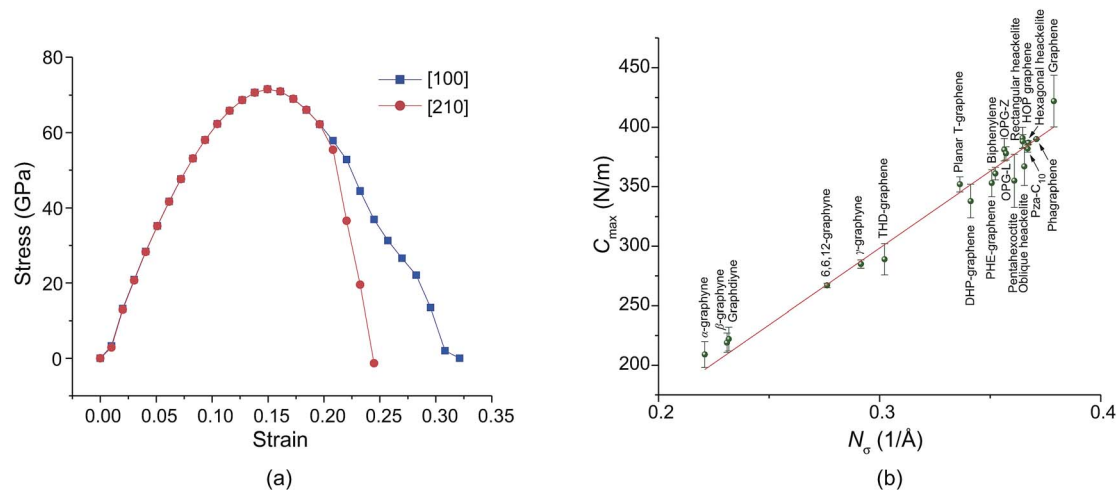 80
60
40
20
0
Stress (GPa)
[100]
[210]
0.00
0.05
0.10
0.15
0.20
0.25
0.30
0.35
Strain
(a)
450
400
350
300
250
200
C_max (N/m)
α-graphyne
β-graphyne
Graphdiyne
6,6,12-graphyne
γ-graphyne
THD-graphene
Planar T-graphene
DHP-graphene
PHE-graphene
Biphenylene
OPG-L
OPG-Z
Pentahexoctite
Rectangular heackelite
Oblique heackelite
HOP graphene
Hexagonal heackelite
Pza-C₁₀
Phagraphene
Graphene
0.2
0.3
0.4
N_σ (1/Å)
(b)